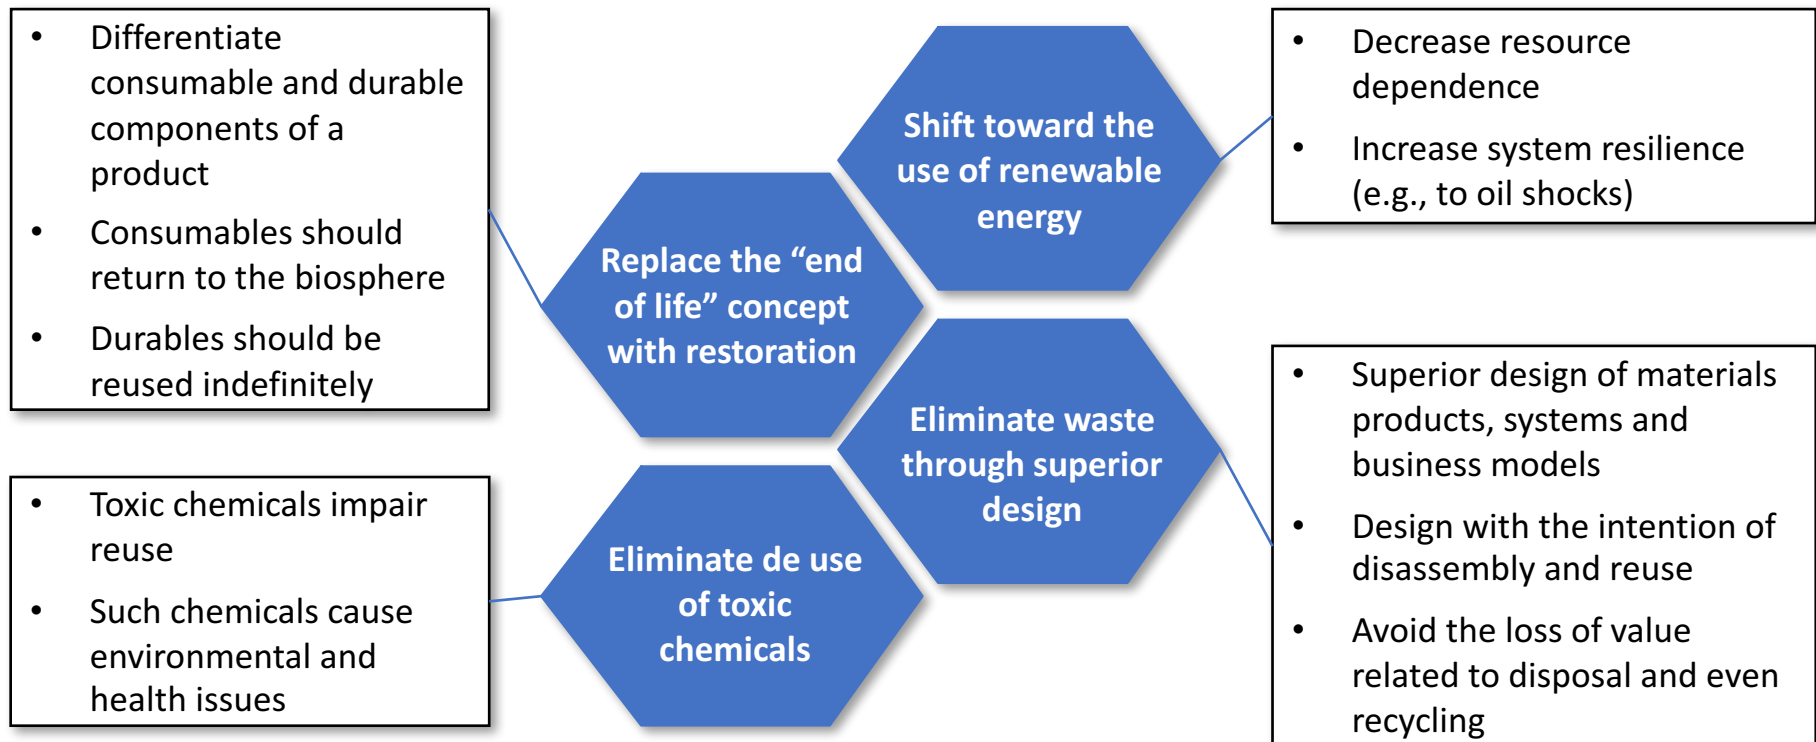 • Differentiate
consumable and durable
components of a
product
• Consumables should
return to the biosphere
• Durables should be
reused indefinitely
Replace the “end
of life” concept
with restoration
Shift toward the
use of renewable
energy
• Decrease resource
dependence
• Increase system resilience
(e.g., to oil shocks)
• Toxic chemicals impair
reuse
• Such chemicals cause
environmental and
health issues
Eliminate de use
of toxic
chemicals
Eliminate waste
through superior
design
• Superior design of materials
products, systems and
business models
• Design with the intention of
disassembly and reuse
• Avoid the loss of value
related to disposal and even
recycling